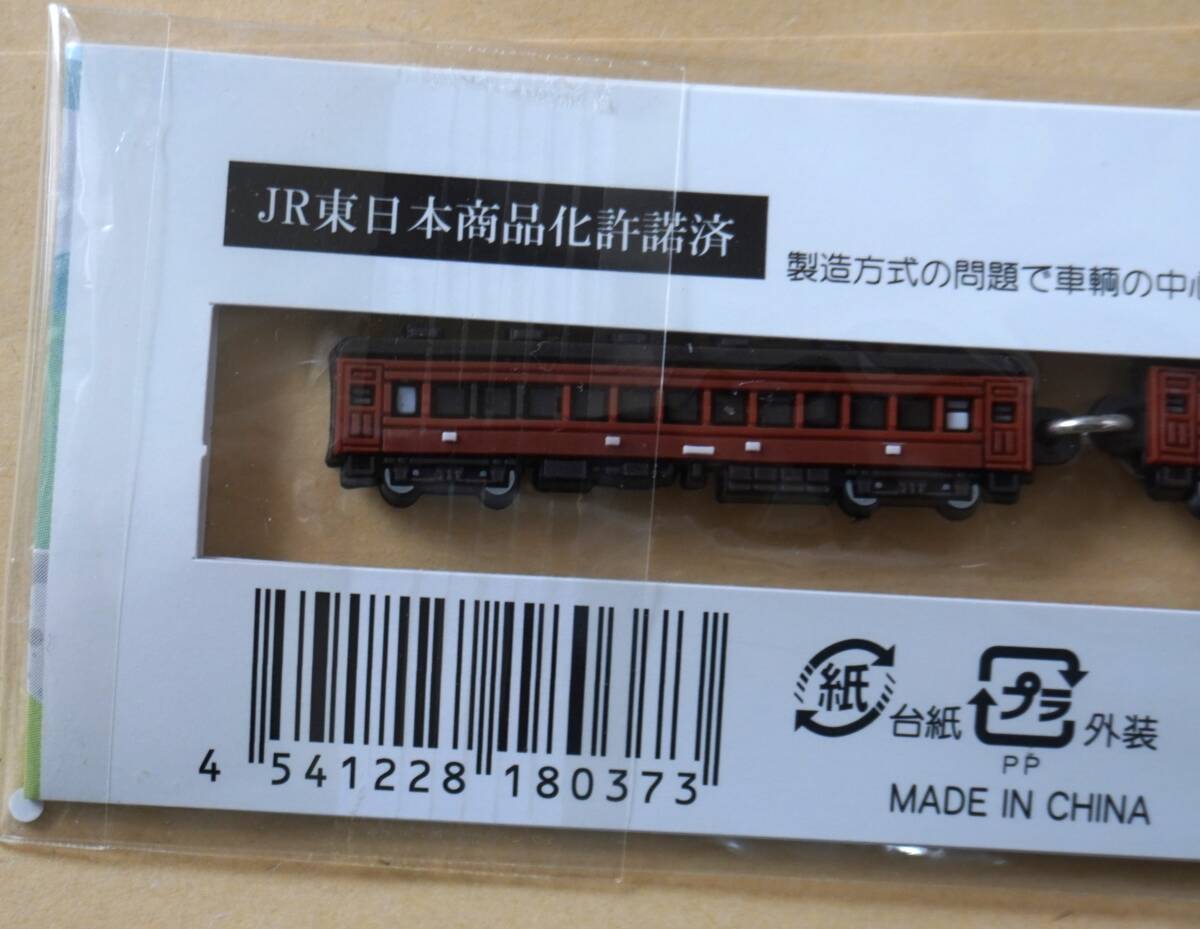 JR東日本商品化許諾済
製造方式の問題で車輌の中心
4 541228 180373
紙 台紙 プラ 外装
PP
MADE IN CHINA